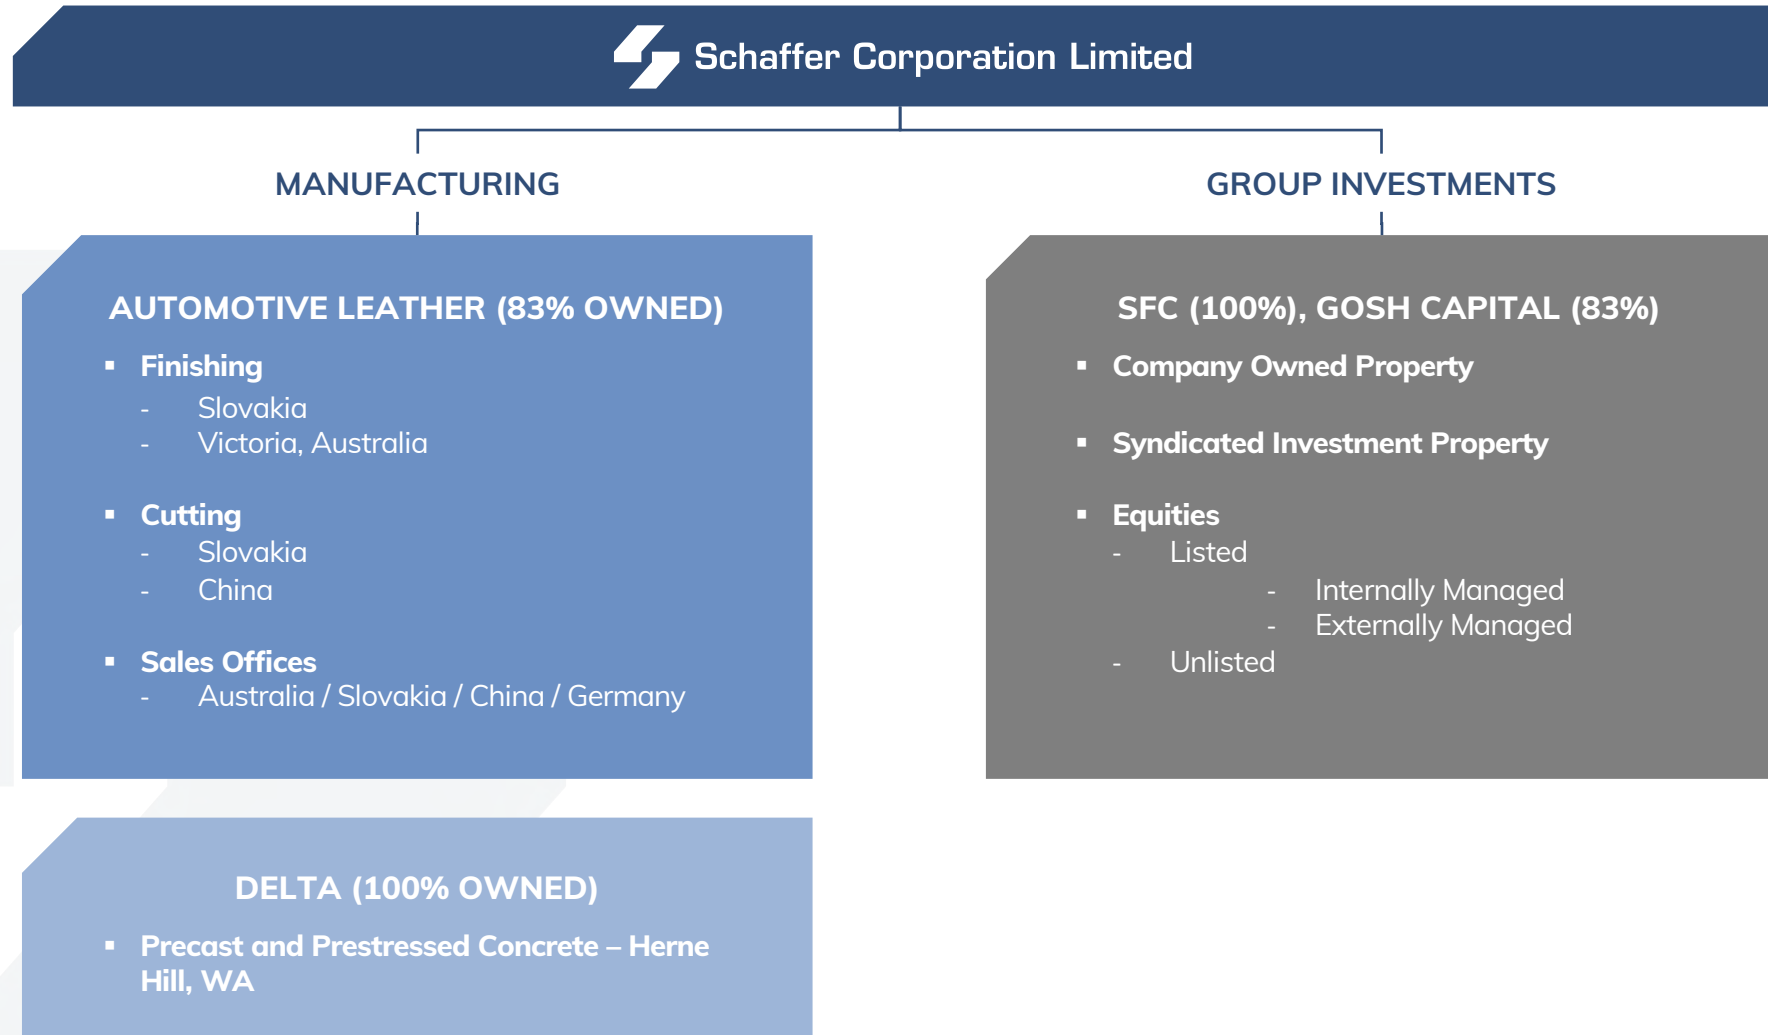 Schaffer Corporation Limited
MANUFACTURING
AUTOMOTIVE LEATHER (83% OWNED)
▪ Finishing
- Slovakia
- Victoria, Australia
▪ Cutting
- Slovakia
- China
▪ Sales Offices
- Australia / Slovakia / China / Germany
DELTA (100% OWNED)
▪ Precast and Prestressed Concrete – Herne
Hill, WA
GROUP INVESTMENTS
SFC (100%), GOSH CAPITAL (83%)
▪ Company Owned Property
▪ Syndicated Investment Property
▪ Equities
- Listed
- Internally Managed
- Externally Managed
- Unlisted